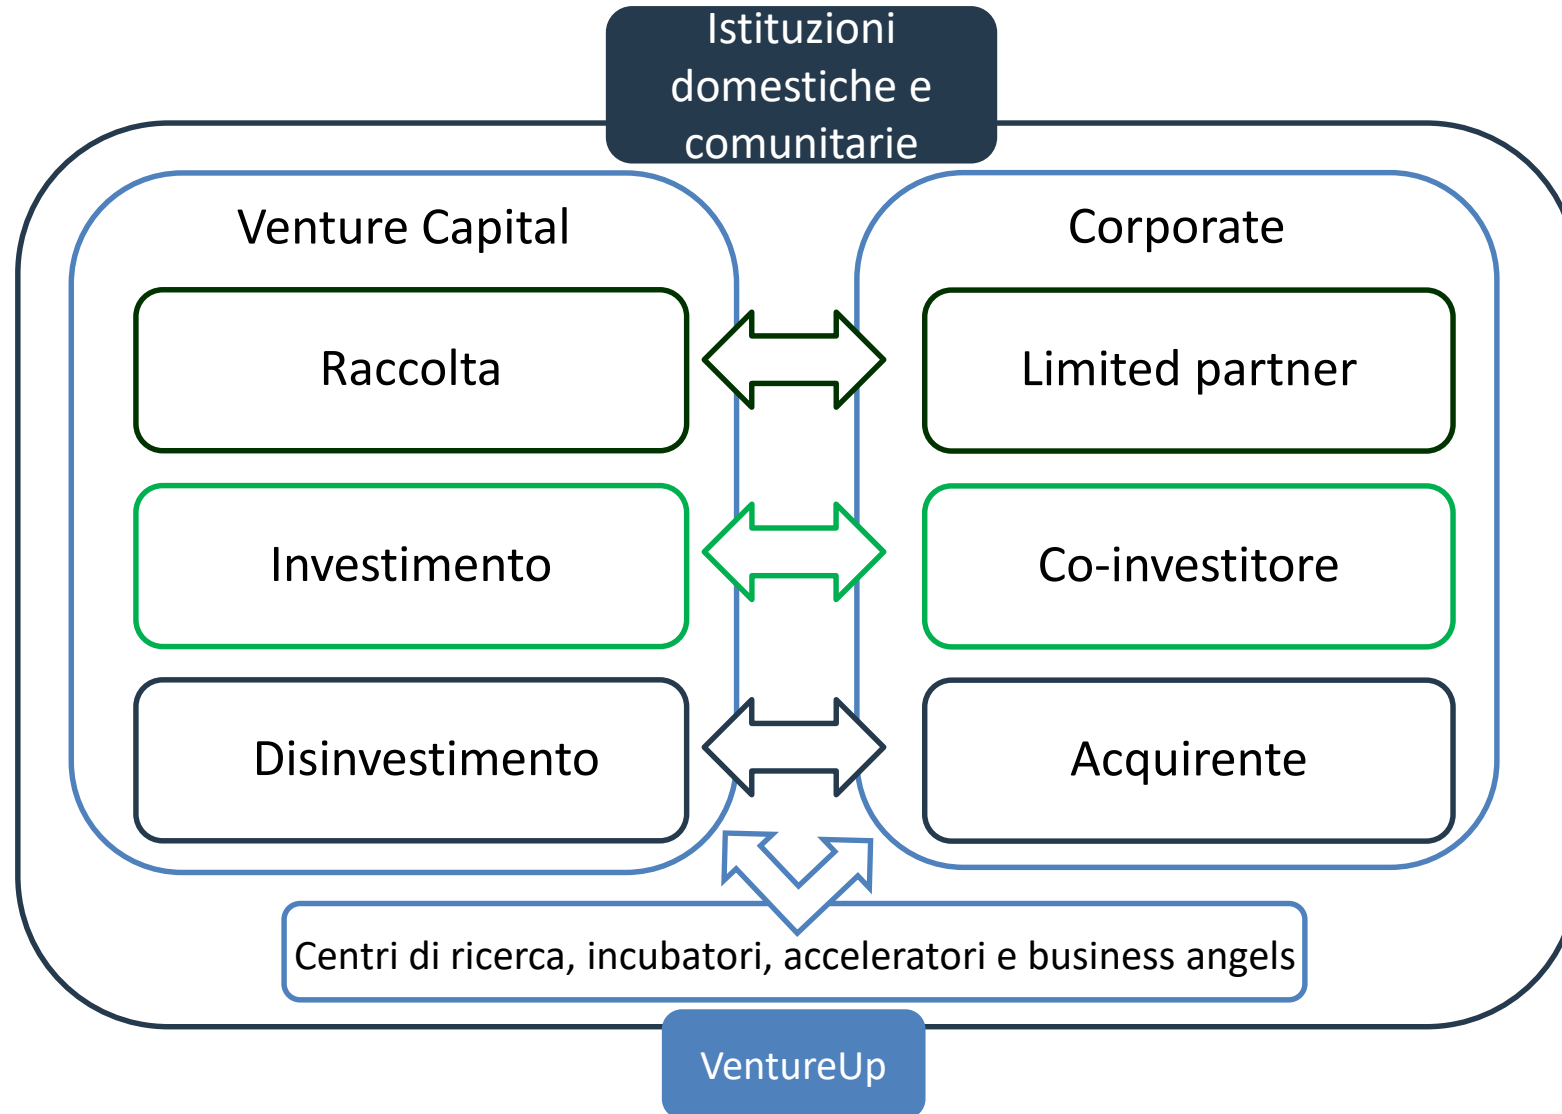 Istituzioni
domestiche e
comunitarie
Venture Capital
Corporate
Raccolta
Limited partner
Investimento
Co-investitore
Disinvestimento
Acquirente
Centri di ricerca, incubatori, acceleratori e business angels
VentureUp